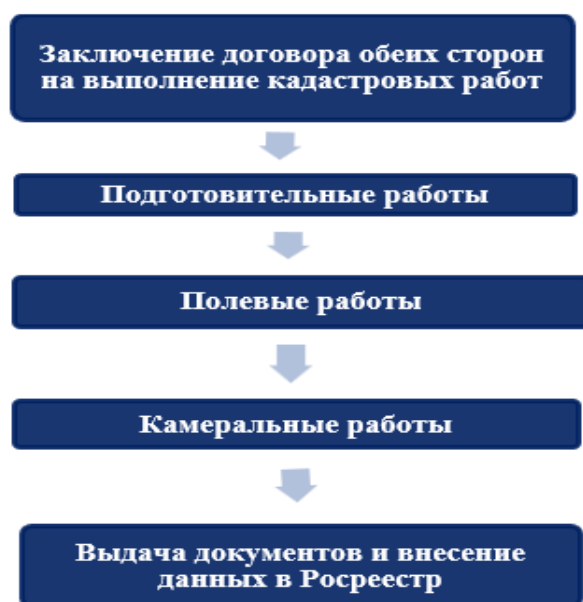 Заключение договора обеих сторон
на выполнение кадастровых работ
Подготовительные работы
Полевые работы
Камеральные работы
Выдача документов и внесение
данных в Росреестр